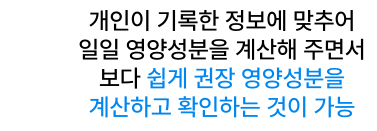 개인이 기록한 정보에 맞추어
일일 영양성분을 계산해 주면서
보다 쉽게 권장 영양성분을
계산하고 확인하는 것이 가능